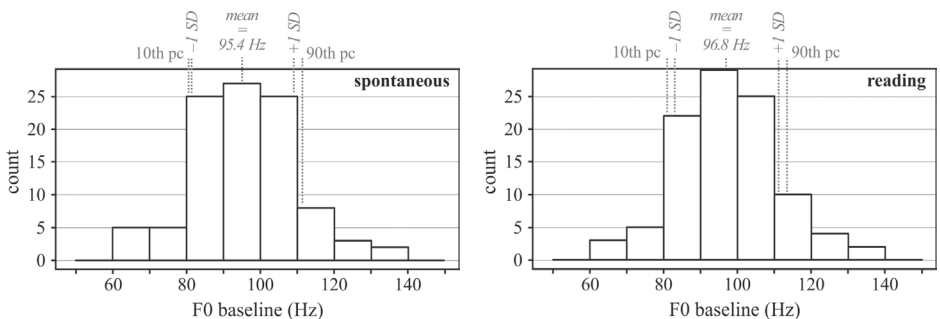 mean
=
95.4 Hz
−1 SD
+1 SD
10th pc
90th pc
spontaneous
25
20
15
10
5
0
count
60 80 100 120 140
F0 baseline (Hz)
mean
=
96.8 Hz
−1 SD
+1 SD
10th pc
90th pc
reading
25
20
15
10
5
0
count
60 80 100 120 140
F0 baseline (Hz)